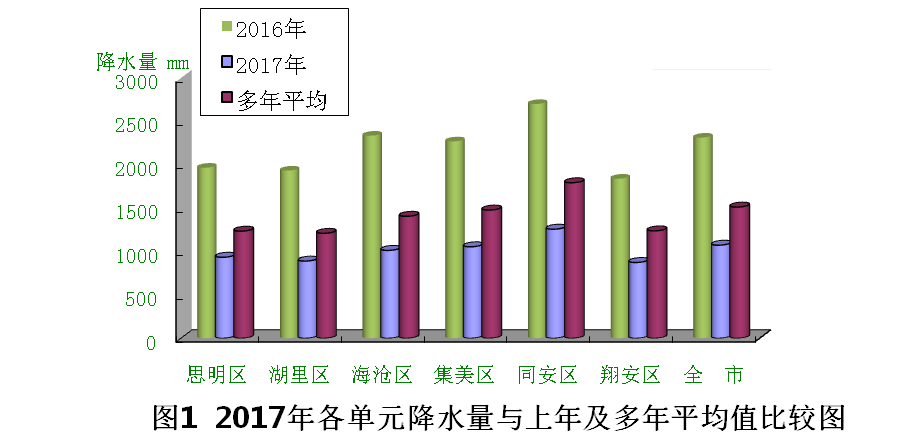 2016年
2017年
多年平均
降水量 mm
3000
2500
2000
1500
1000
500
0
思明区 湖里区 海沧区 集美区 同安区 翔安区 全 市
图1 2017年各单元降水量与上年及多年平均值比较图